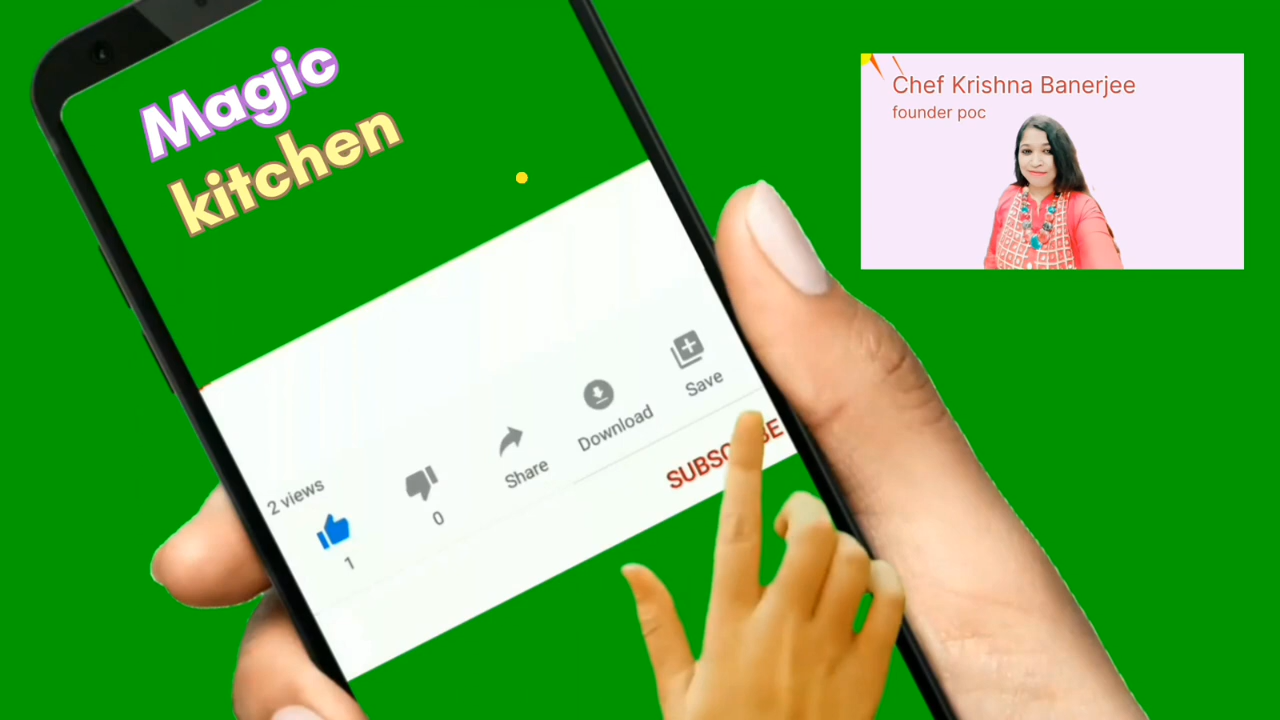 Magic
kitchen
Chef Krishna Banerjee
founder poc
2 views
1
0
Share
Download
Save